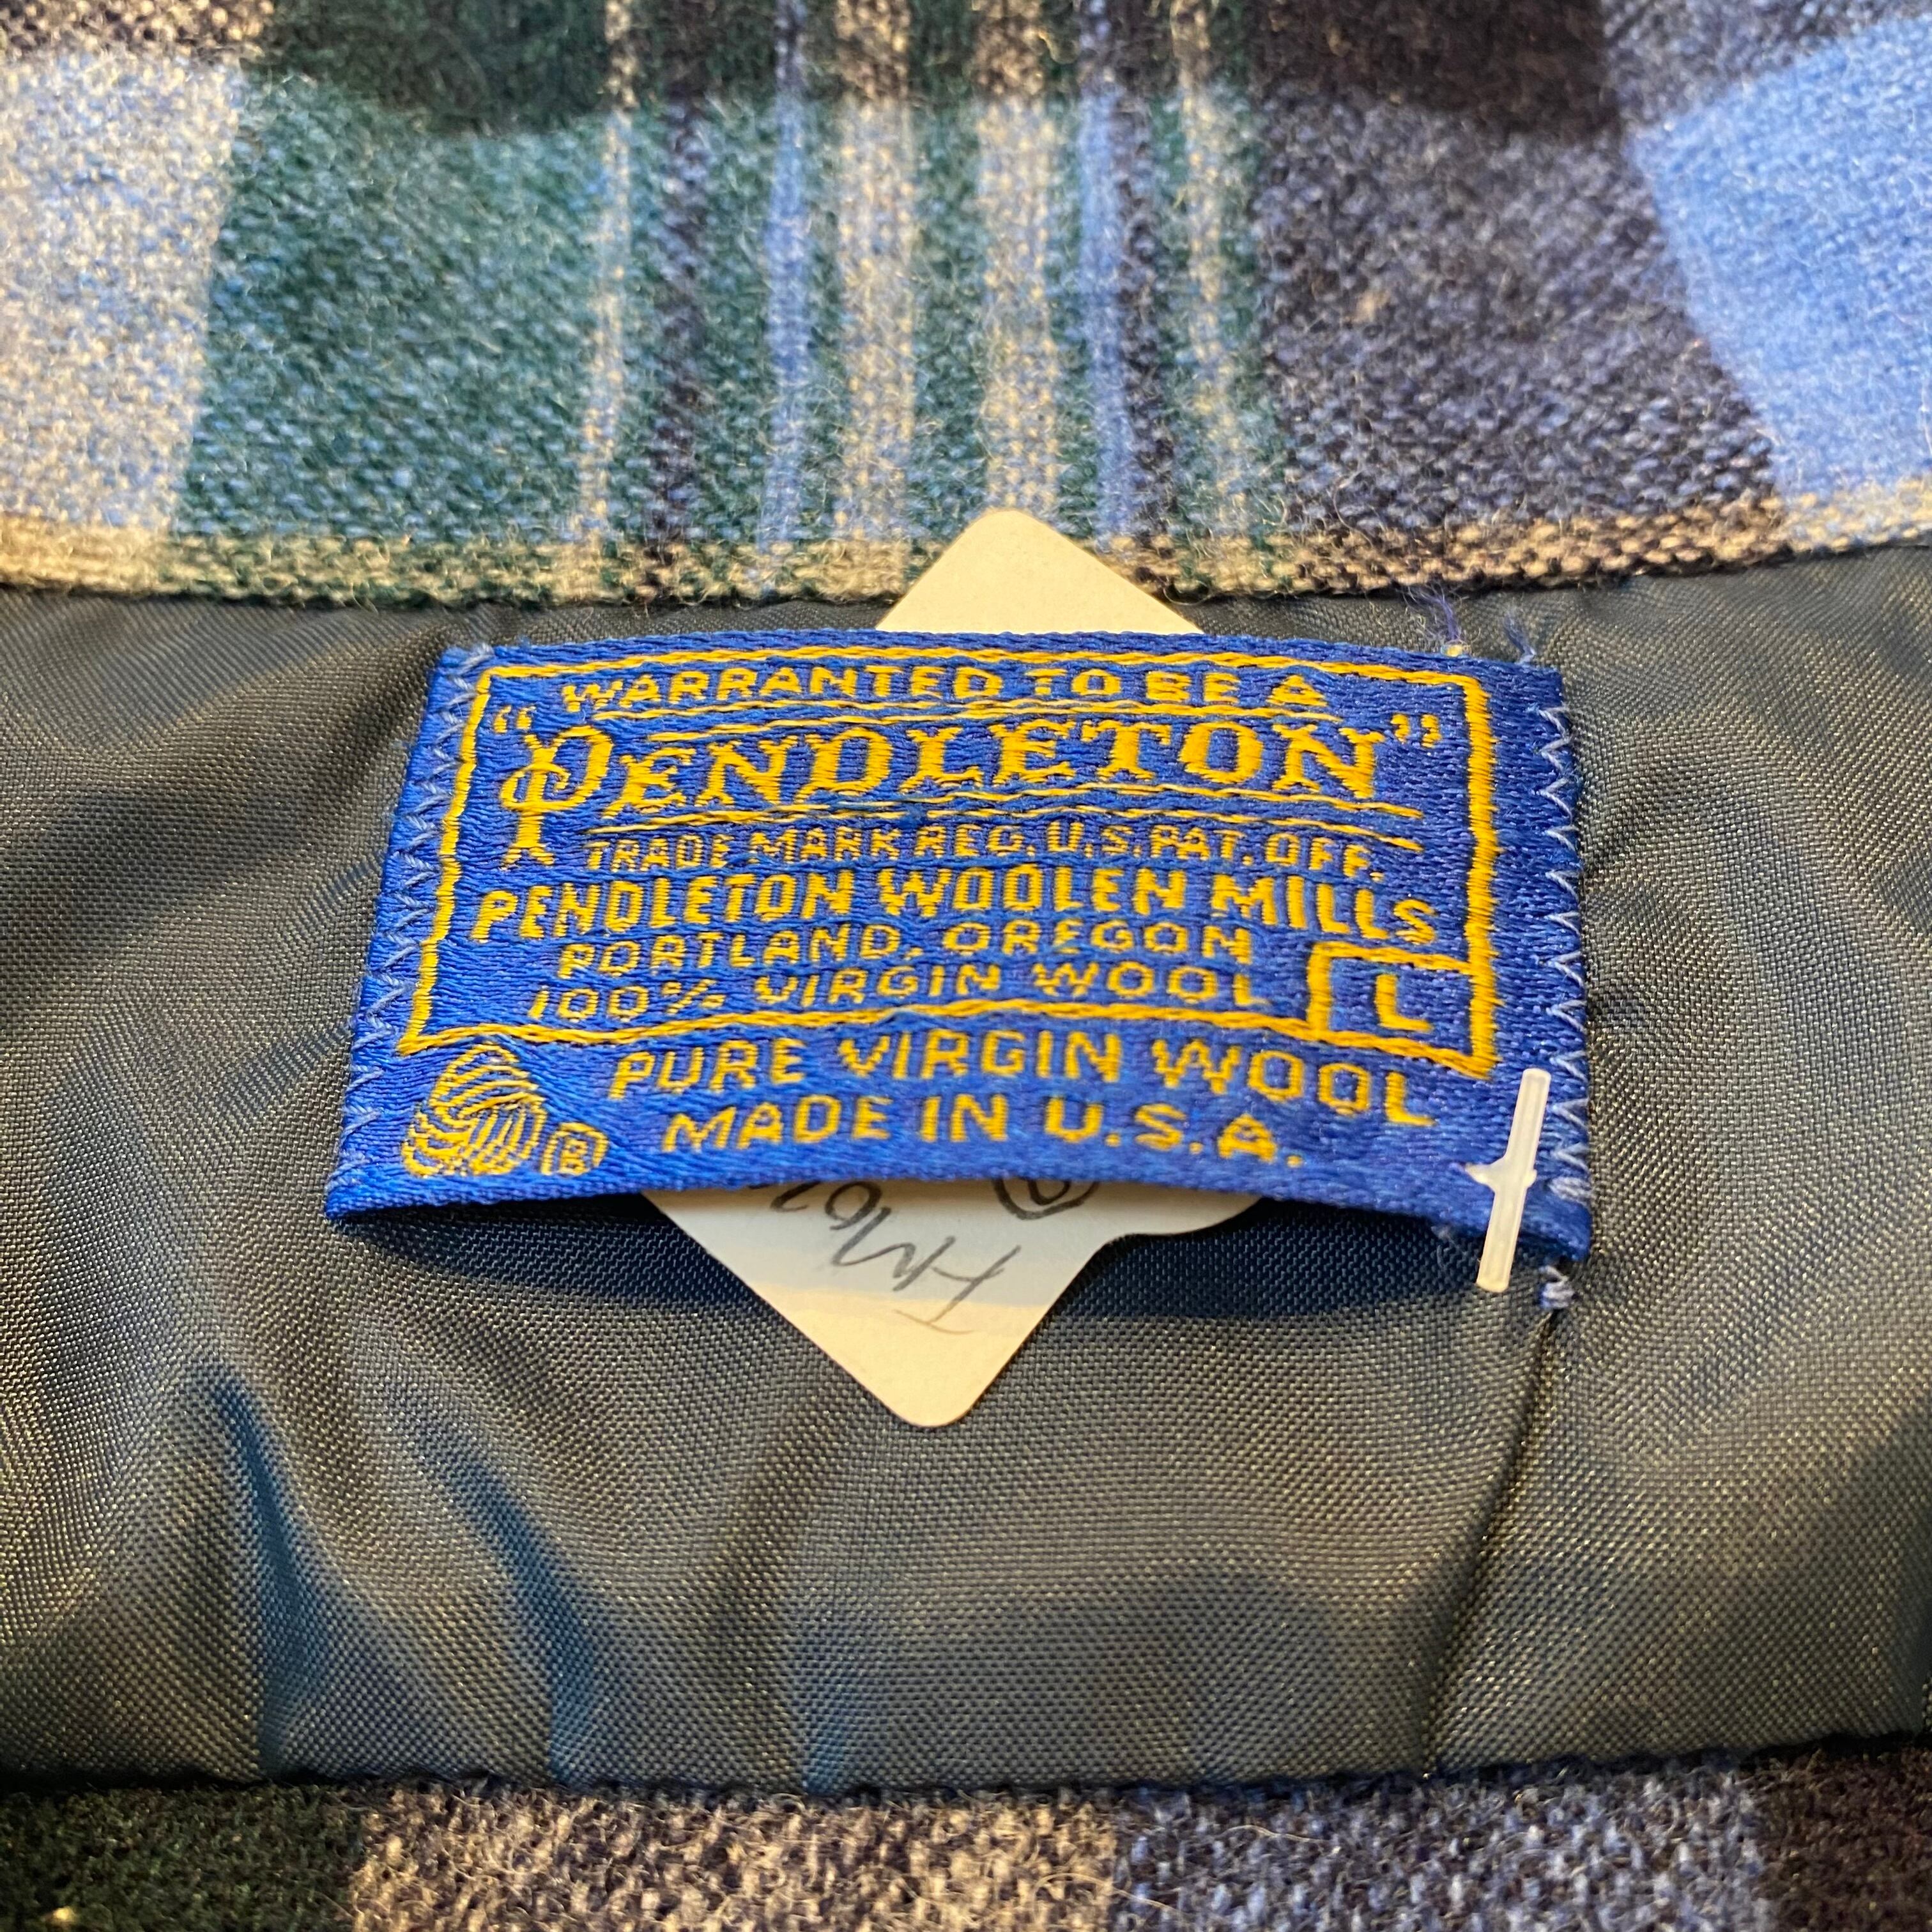 WARRANTED TO BE A
"PENDLETON"
TRADE MARK REG. U.S. PAT. OFF.
PENDLETON WOOLEN MILLS
PORTLAND, OREGON
100% VIRGIN WOOL
L
PURE VIRGIN WOOL
®
MADE IN U.S.A.